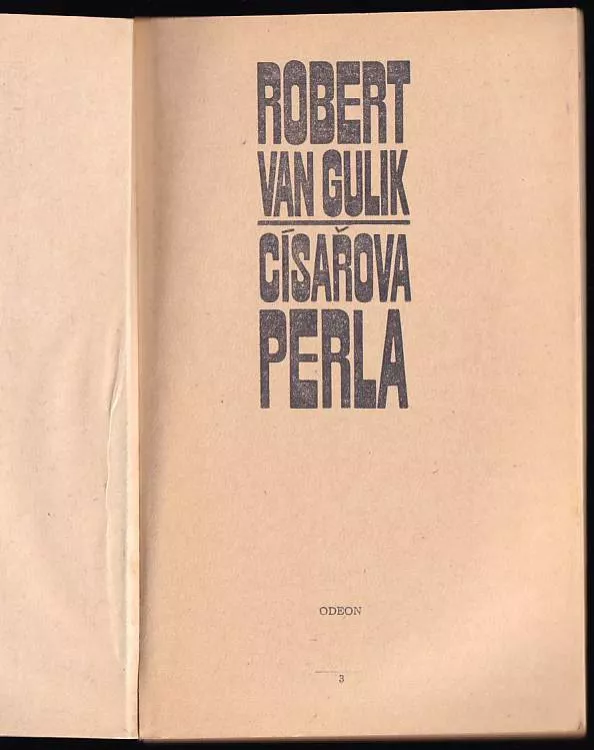 ROBERT
VAN GULIK
CÍSAŘOVA
PERLA
ODEON
3